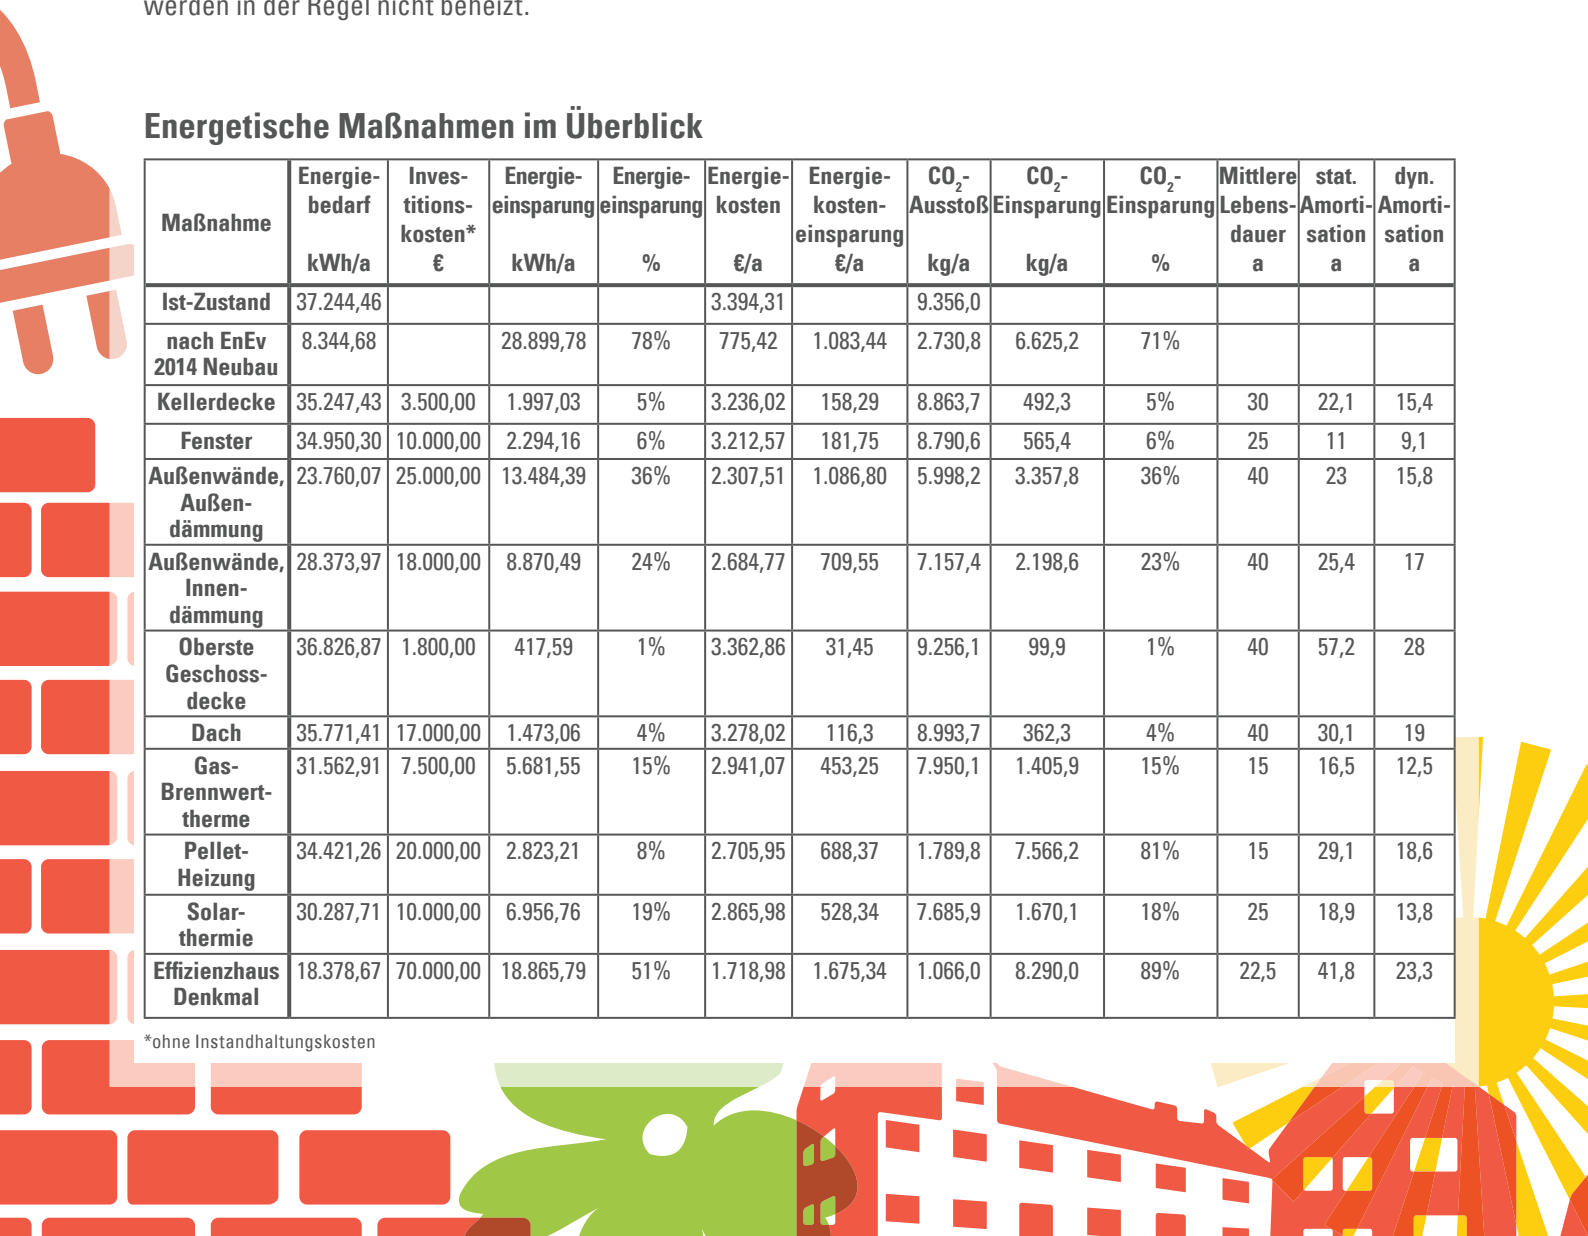 werden in der Regel nicht beheizt.
Energetische Maßnahmen im Überblick
Maßnahme | Energie-bedarf kWh/a | Inves-titions-kosten* € | Energie-einsparung kWh/a | Energie-einsparung % | Energie-kosten €/a | Energie-kosten-einsparung €/a | CO₂-Ausstoß kg/a | CO₂-Einsparung kg/a | CO₂-Einsparung % | Mittlere Lebens-dauer a | stat. Amorti-sation a | dyn. Amorti-sation a
Ist-Zustand | 37.244,46 | | | | 3.394,31 | | 9.356,0 | | | | |
nach EnEv 2014 Neubau | 8.344,68 | | 28.899,78 | 78% | 775,42 | 1.083,44 | 2.730,8 | 6.625,2 | 71% | | |
Kellerdecke | 35.247,43 | 3.500,00 | 1.997,03 | 5% | 3.236,02 | 158,29 | 8.863,7 | 492,3 | 5% | 30 | 22,1 | 15,4
Fenster | 34.950,30 | 10.000,00 | 2.294,16 | 6% | 3.212,57 | 181,75 | 8.790,6 | 565,4 | 6% | 25 | 11 | 9,1
Außenwände, Außen-dämmung | 23.760,07 | 25.000,00 | 13.484,39 | 36% | 2.307,51 | 1.086,80 | 5.998,2 | 3.357,8 | 36% | 40 | 23 | 15,8
Außenwände, Innen-dämmung | 28.373,97 | 18.000,00 | 8.870,49 | 24% | 2.684,77 | 709,55 | 7.157,4 | 2.198,6 | 23% | 40 | 25,4 | 17
Oberste Geschoss-decke | 36.826,87 | 1.800,00 | 417,59 | 1% | 3.362,86 | 31,45 | 9.256,1 | 99,9 | 1% | 40 | 57,2 | 28
Dach | 35.771,41 | 17.000,00 | 1.473,06 | 4% | 3.278,02 | 116,3 | 8.993,7 | 362,3 | 4% | 40 | 30,1 | 19
Gas-Brennwert-therme | 31.562,91 | 7.500,00 | 5.681,55 | 15% | 2.941,07 | 453,25 | 7.950,1 | 1.405,9 | 15% | 15 | 16,5 | 12,5
Pellet-Heizung | 34.421,26 | 20.000,00 | 2.823,21 | 8% | 2.705,95 | 688,37 | 1.789,8 | 7.566,2 | 81% | 15 | 29,1 | 18,6
Solar-thermie | 30.287,71 | 10.000,00 | 6.956,76 | 19% | 2.865,98 | 528,34 | 7.685,9 | 1.670,1 | 18% | 25 | 18,9 | 13,8
Effizienzhaus Denkmal | 18.378,67 | 70.000,00 | 18.865,79 | 51% | 1.718,98 | 1.675,34 | 1.066,0 | 8.290,0 | 89% | 22,5 | 41,8 | 23,3
*ohne Instandhaltungskosten